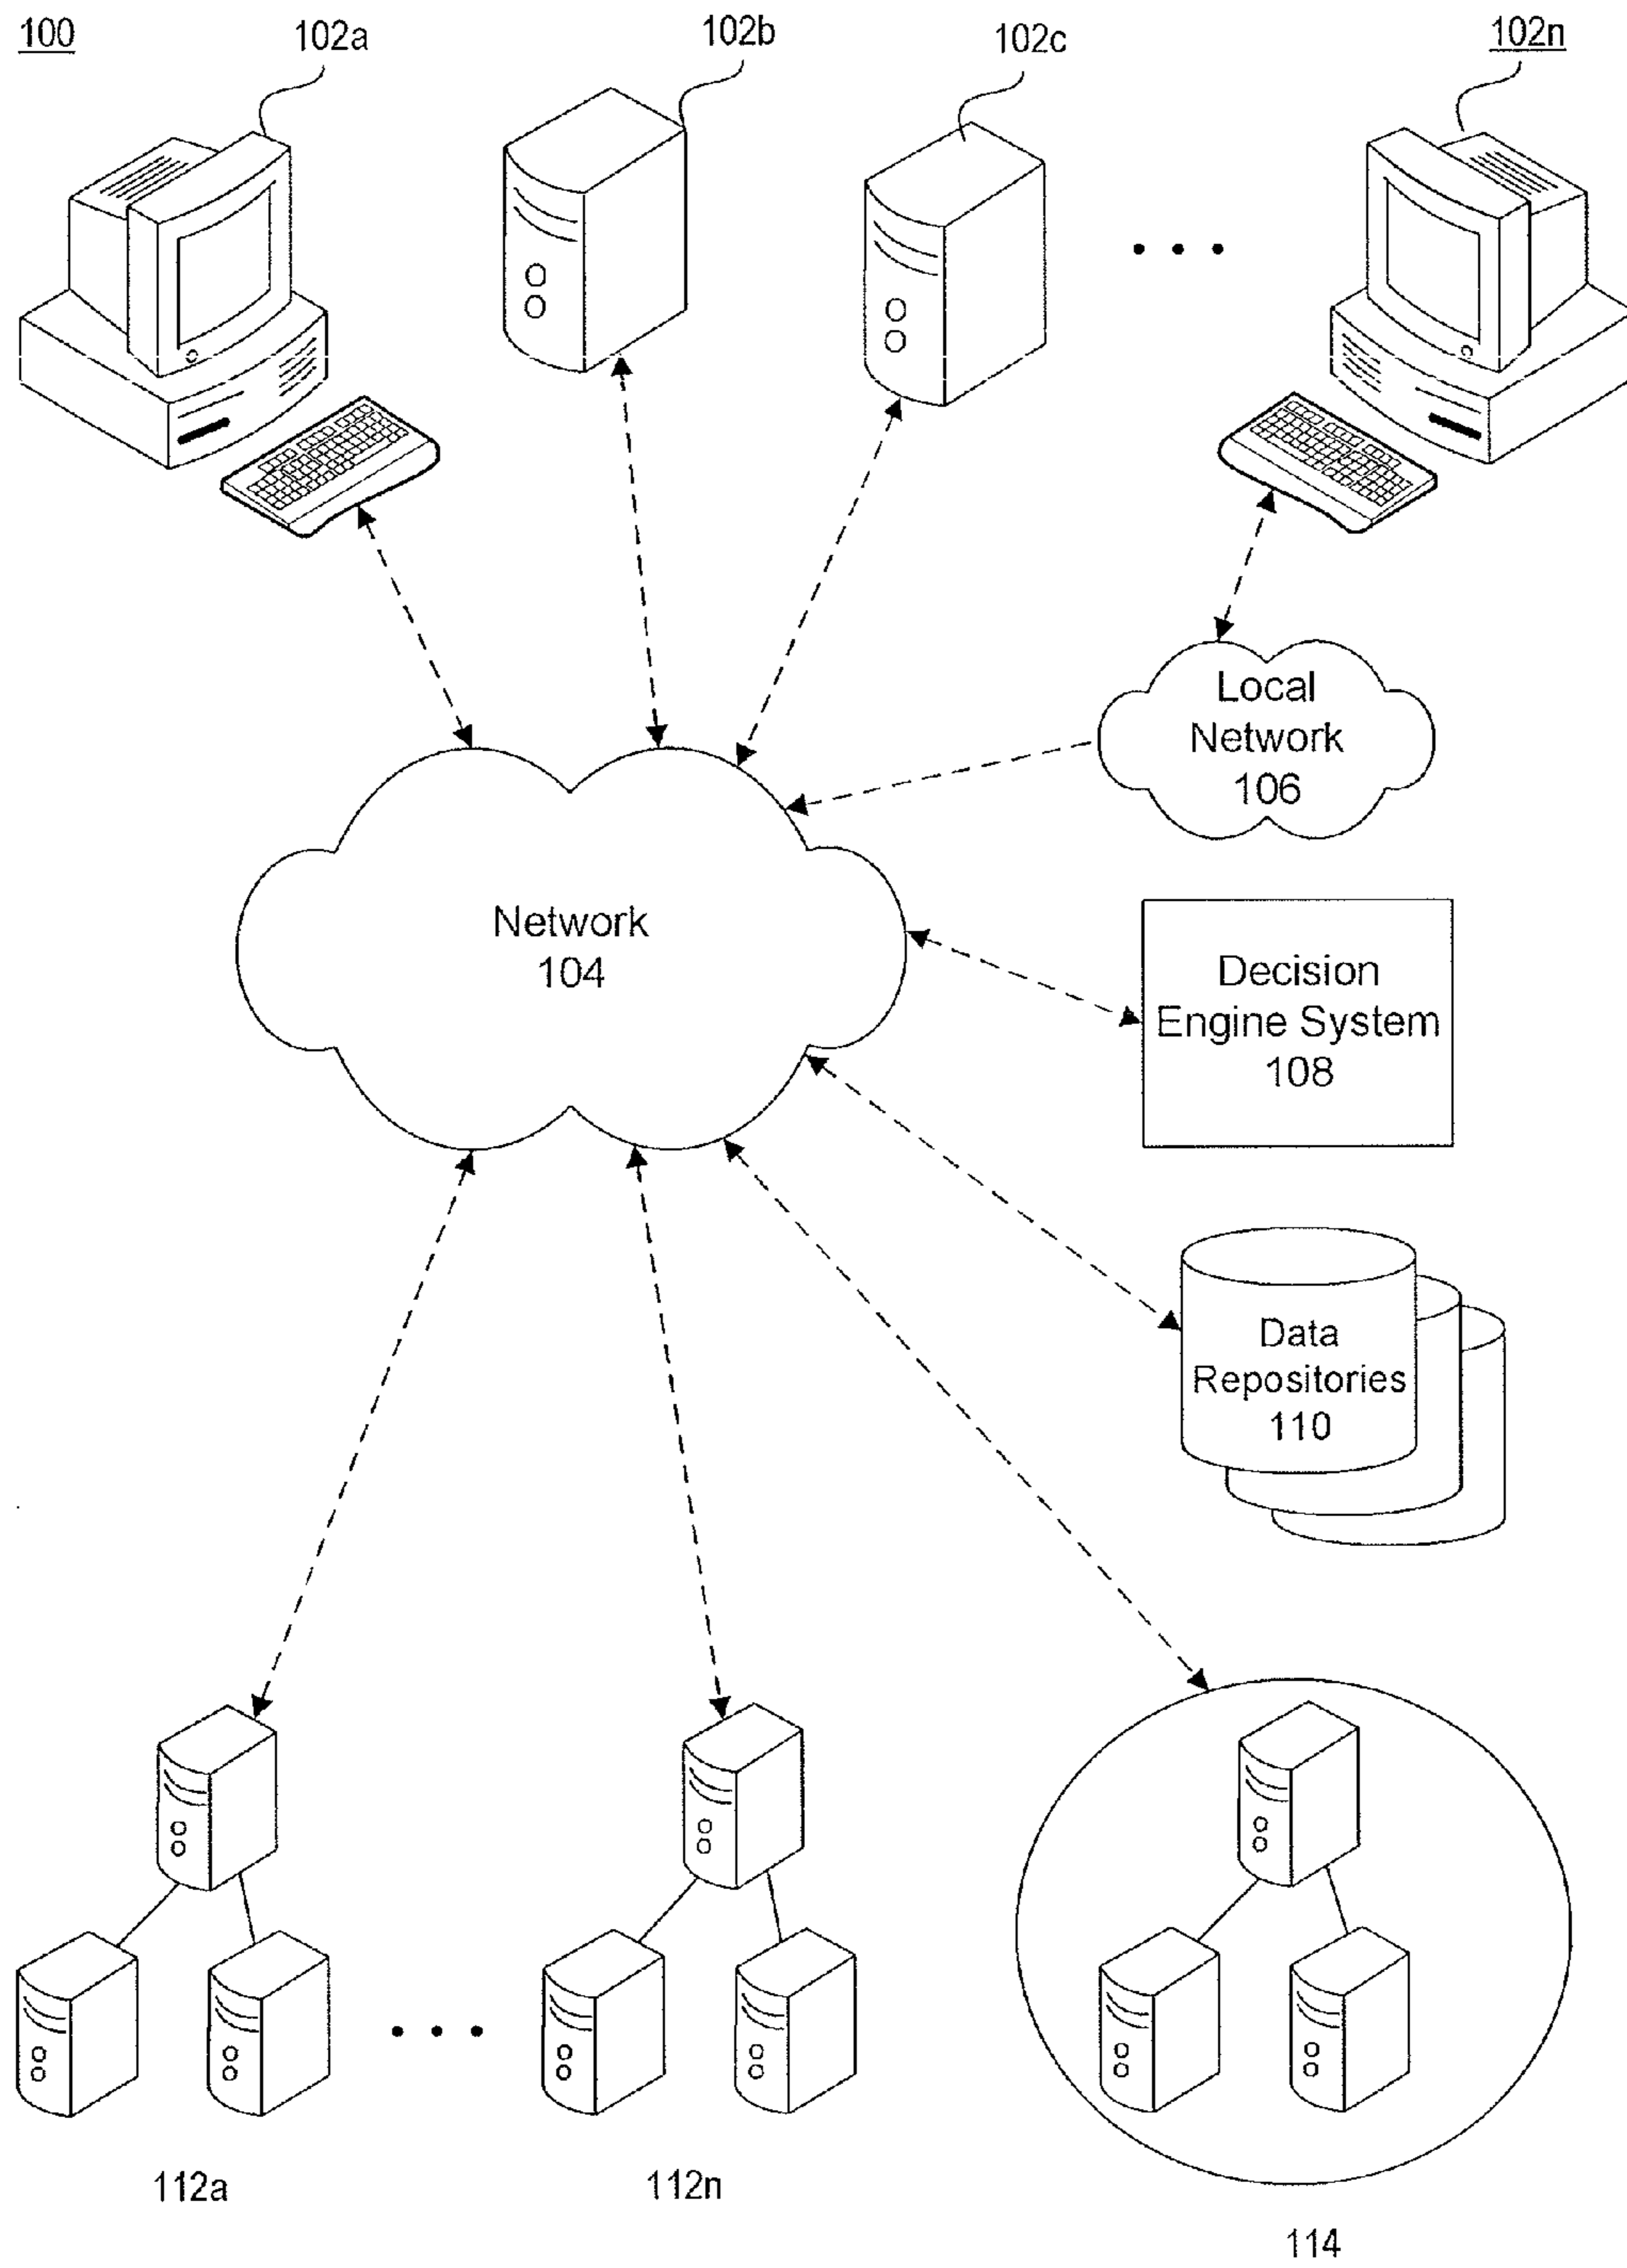 100
102a
102b
102c
102n
Local
Network
106
Network
104
Decision
Engine System
108
Data
Repositories
110
112a
112n
114